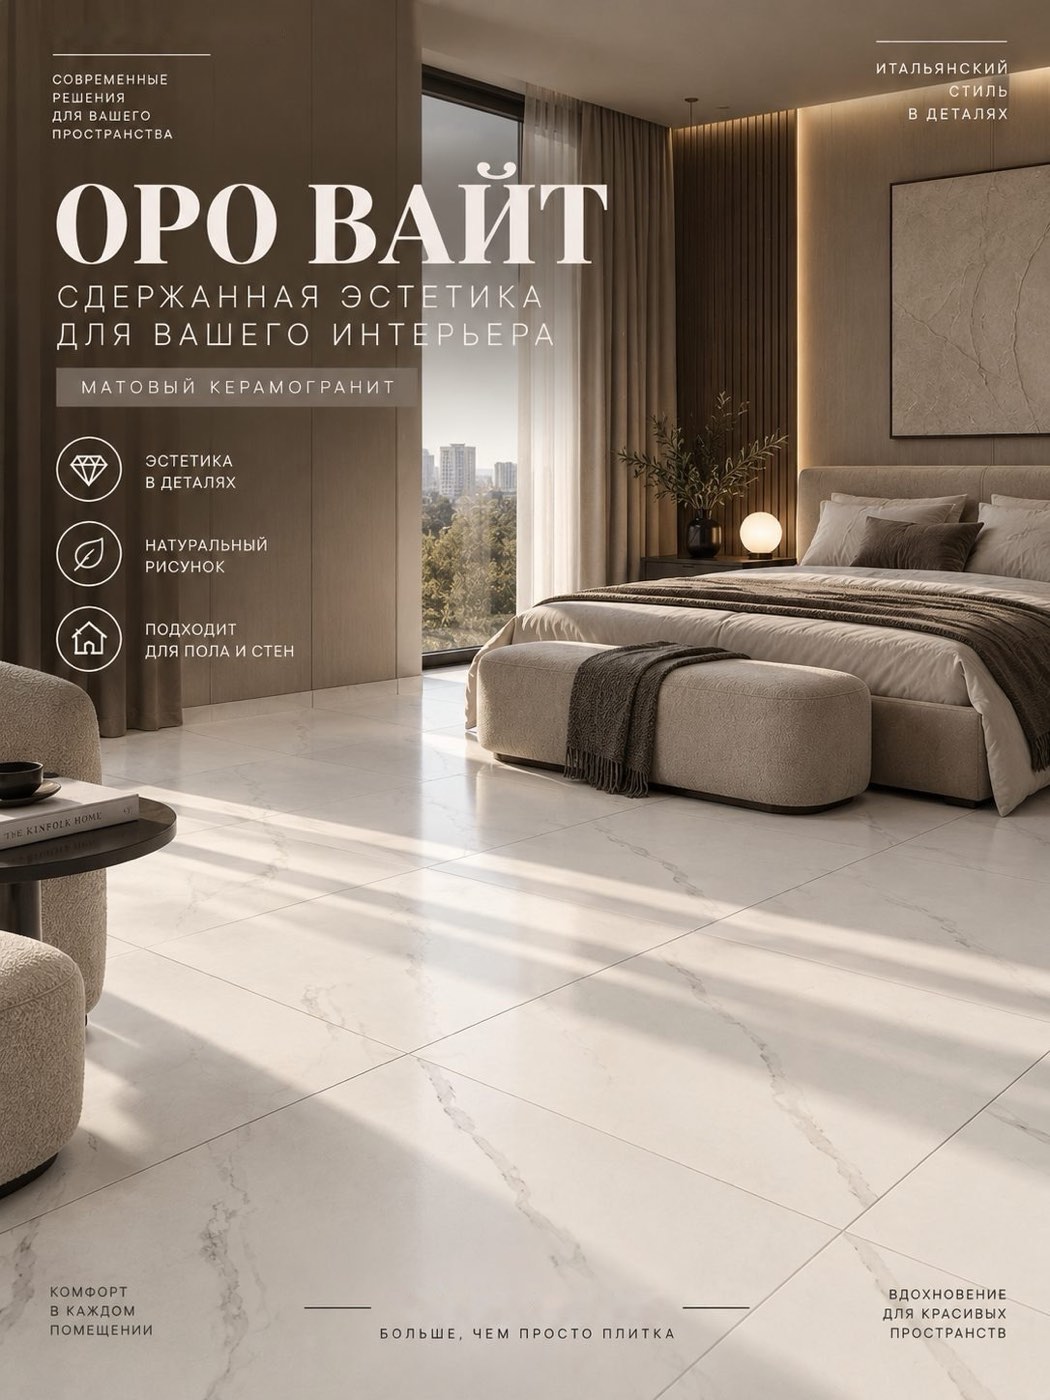 СОВРЕМЕННЫЕ
РЕШЕНИЯ
ДЛЯ ВАШЕГО
ПРОСТРАНСТВА
ИТАЛЬЯНСКИЙ
СТИЛЬ
В ДЕТАЛЯХ
ОРО ВАЙТ
СДЕРЖАННАЯ ЭСТЕТИКА
ДЛЯ ВАШЕГО ИНТЕРЬЕРА
МАТОВЫЙ КЕРАМОГРАНИТ
ЭСТЕТИКА
В ДЕТАЛЯХ
НАТУРАЛЬНЫЙ
РИСУНОК
ПОДХОДИТ
ДЛЯ ПОЛА И СТЕН
THE KINFOLK HOME
КОМФОРТ
В КАЖДОМ
ПОМЕЩЕНИИ
БОЛЬШЕ, ЧЕМ ПРОСТО ПЛИТКА
ВДОХНОВЕНИЕ
ДЛЯ КРАСИВЫХ
ПРОСТРАНСТВ